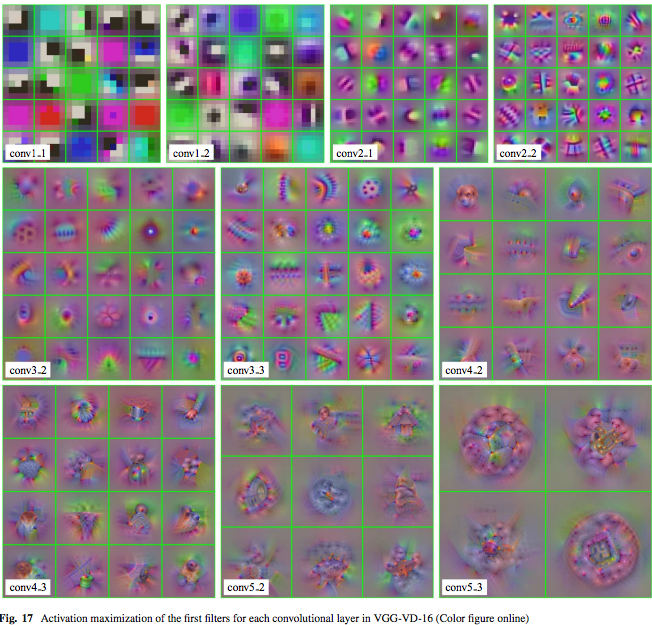 conv1_1
conv1_2
conv2_1
conv2_2
conv3_2
conv3_3
conv4_2
conv4_3
conv5_2
conv5_3
Fig. 17 Activation maximization of the first filters for each convolutional layer in VGG-VD-16 (Color figure online)